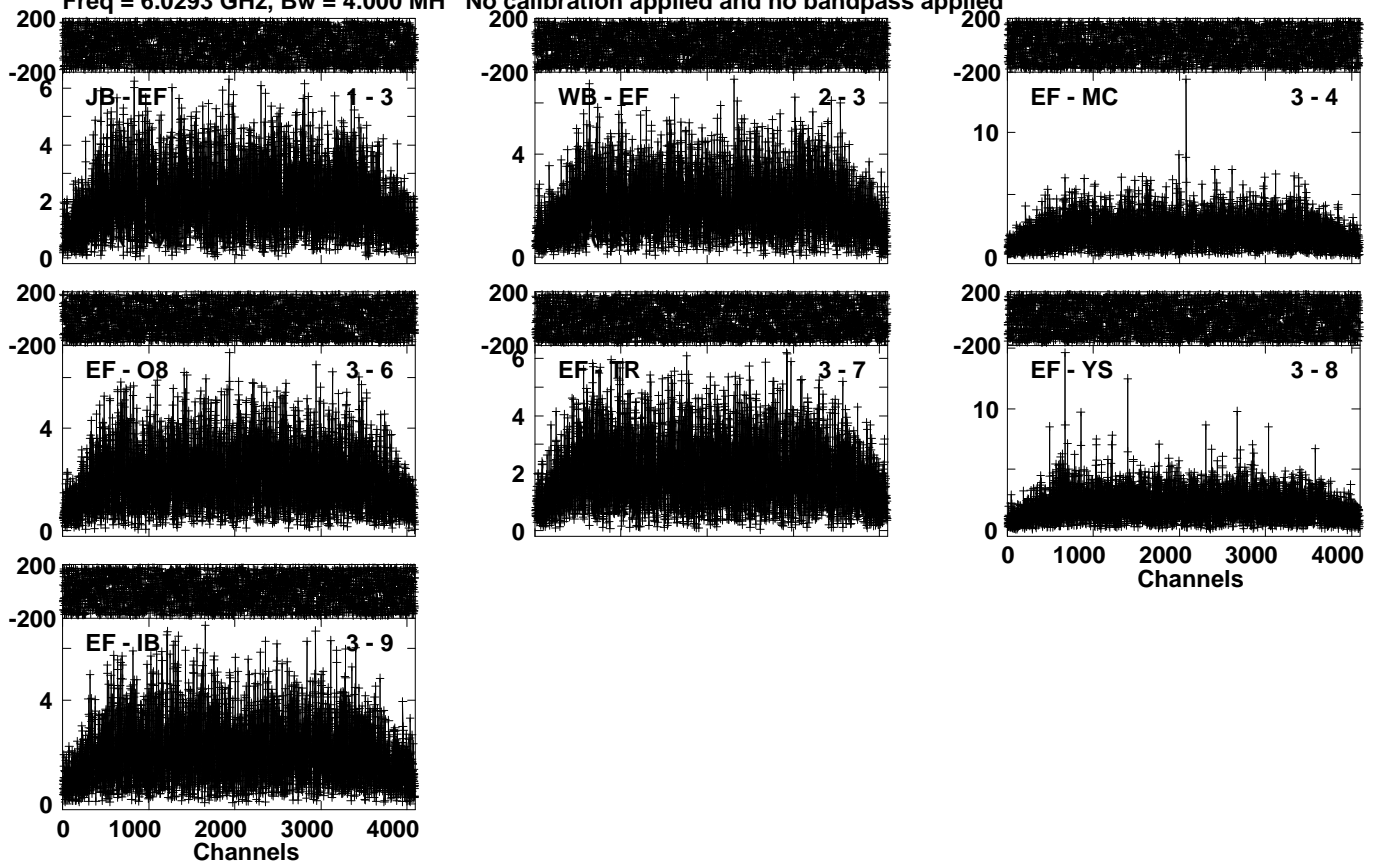 Freq = 6.0293 GHz, Bw = 4.000 MH No calibration applied and no bandpass applied
200 200 200
-200 -200 -200
JB - EF 1 - 3 WB - EF 2 - 3 EF - MC 3 - 4
6
4 4 10
2
0 0 0
200 200 200
-200 -200 -200
EF - O8 3 - 6 EF - TR 3 - 7 EF - YS 3 - 8
6
4 4 10
2
0 0 0
0 1000 2000 3000 4000
Channels
200
-200
EF - IB 3 - 9
4
0
0 1000 2000 3000 4000
Channels